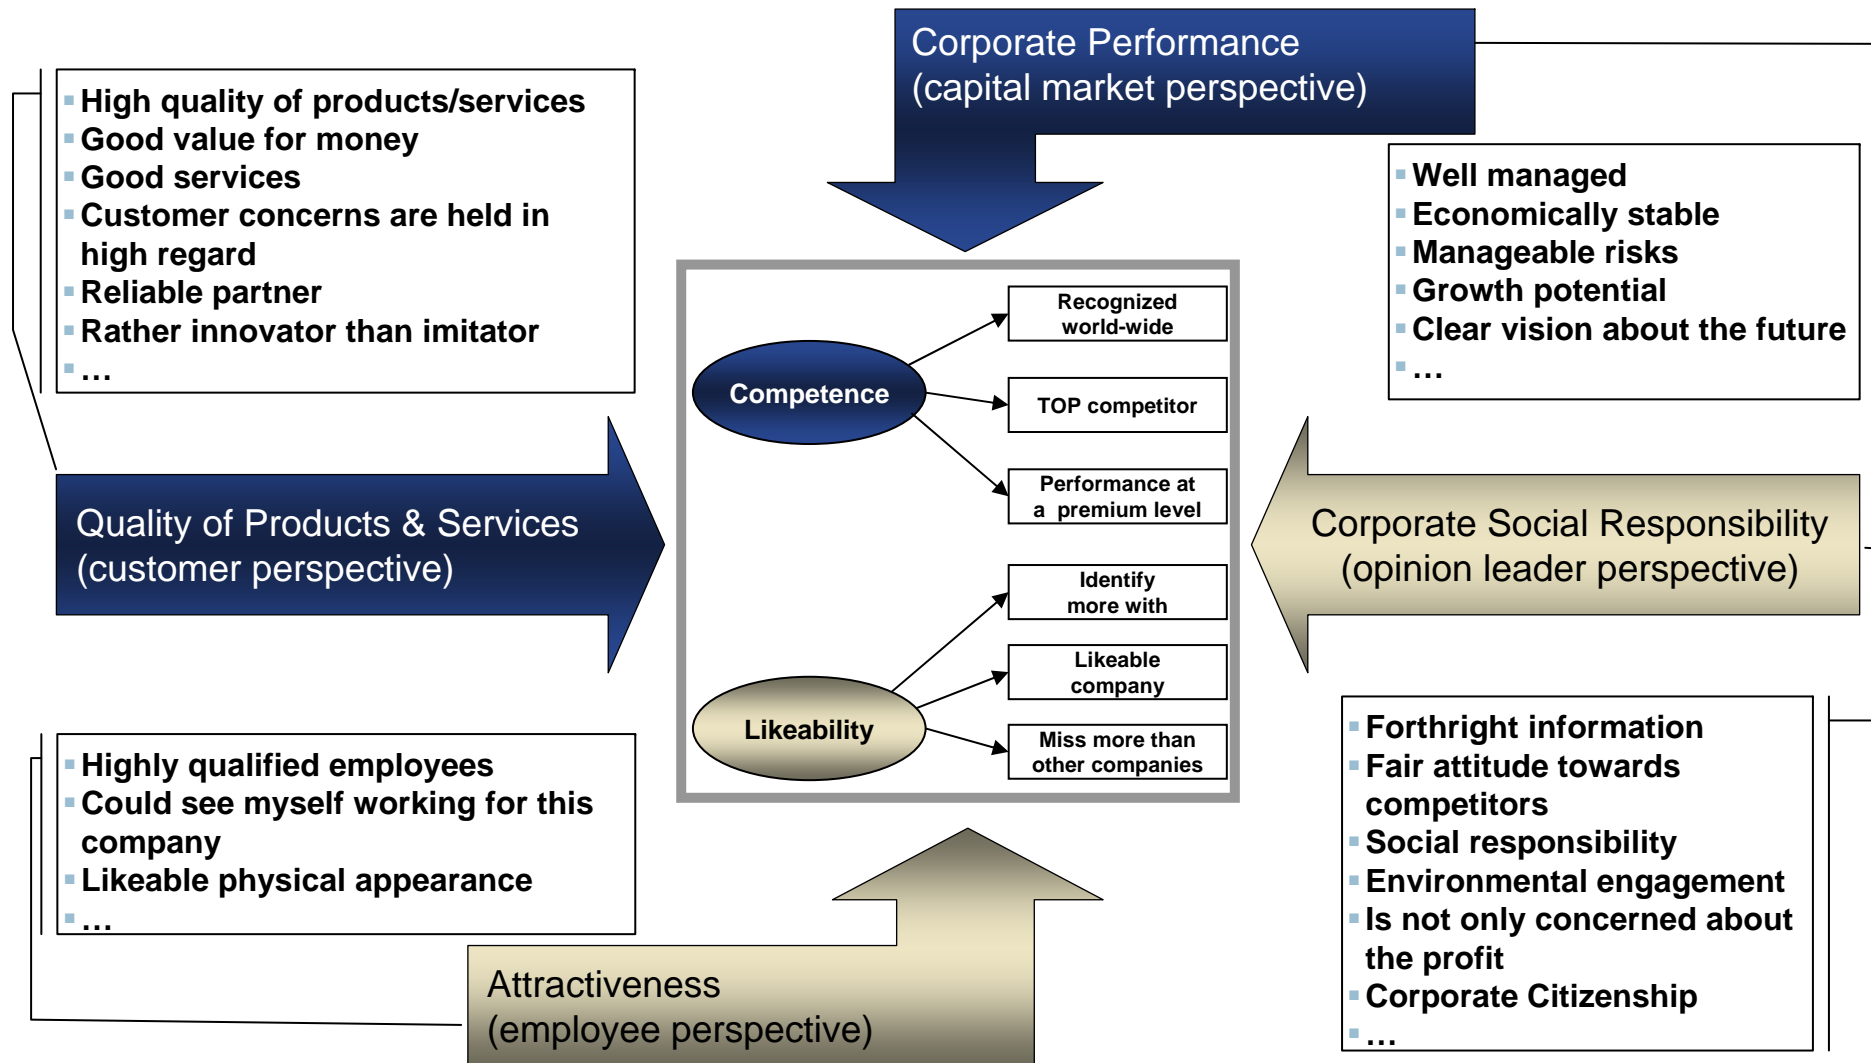 Corporate Performance
(capital market perspective)
▪ High quality of products/services
▪ Good value for money
▪ Good services
▪ Customer concerns are held in
high regard
▪ Reliable partner
▪ Rather innovator than imitator
▪ ...
▪ Well managed
▪ Economically stable
▪ Manageable risks
▪ Growth potential
▪ Clear vision about the future
▪ ...
Competence
Recognized
world-wide
TOP competitor
Performance at
a premium level
Quality of Products & Services
(customer perspective)
Corporate Social Responsibility
(opinion leader perspective)
Likeability
Identify
more with
Likeable
company
Miss more than
other companies
▪ Highly qualified employees
▪ Could see myself working for this
company
▪ Likeable physical appearance
▪ ...
▪ Forthright information
▪ Fair attitude towards
competitors
▪ Social responsibility
▪ Environmental engagement
▪ Is not only concerned about
the profit
▪ Corporate Citizenship
▪ ...
Attractiveness
(employee perspective)